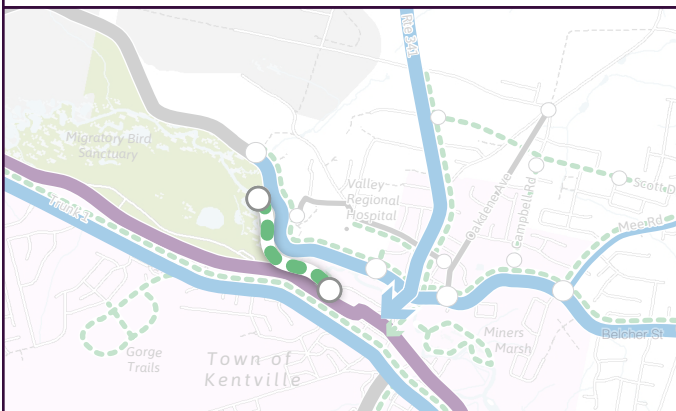 Rte 341
Migratory Bird
Sanctuary
Valley
Regional
Hospital
Oakdene Ave
Campbell Rd
Scott D
Mee Rd
Trunk 1
Gorge
Trails
Town of
Kentville
Miners
Marsh
Belcher St